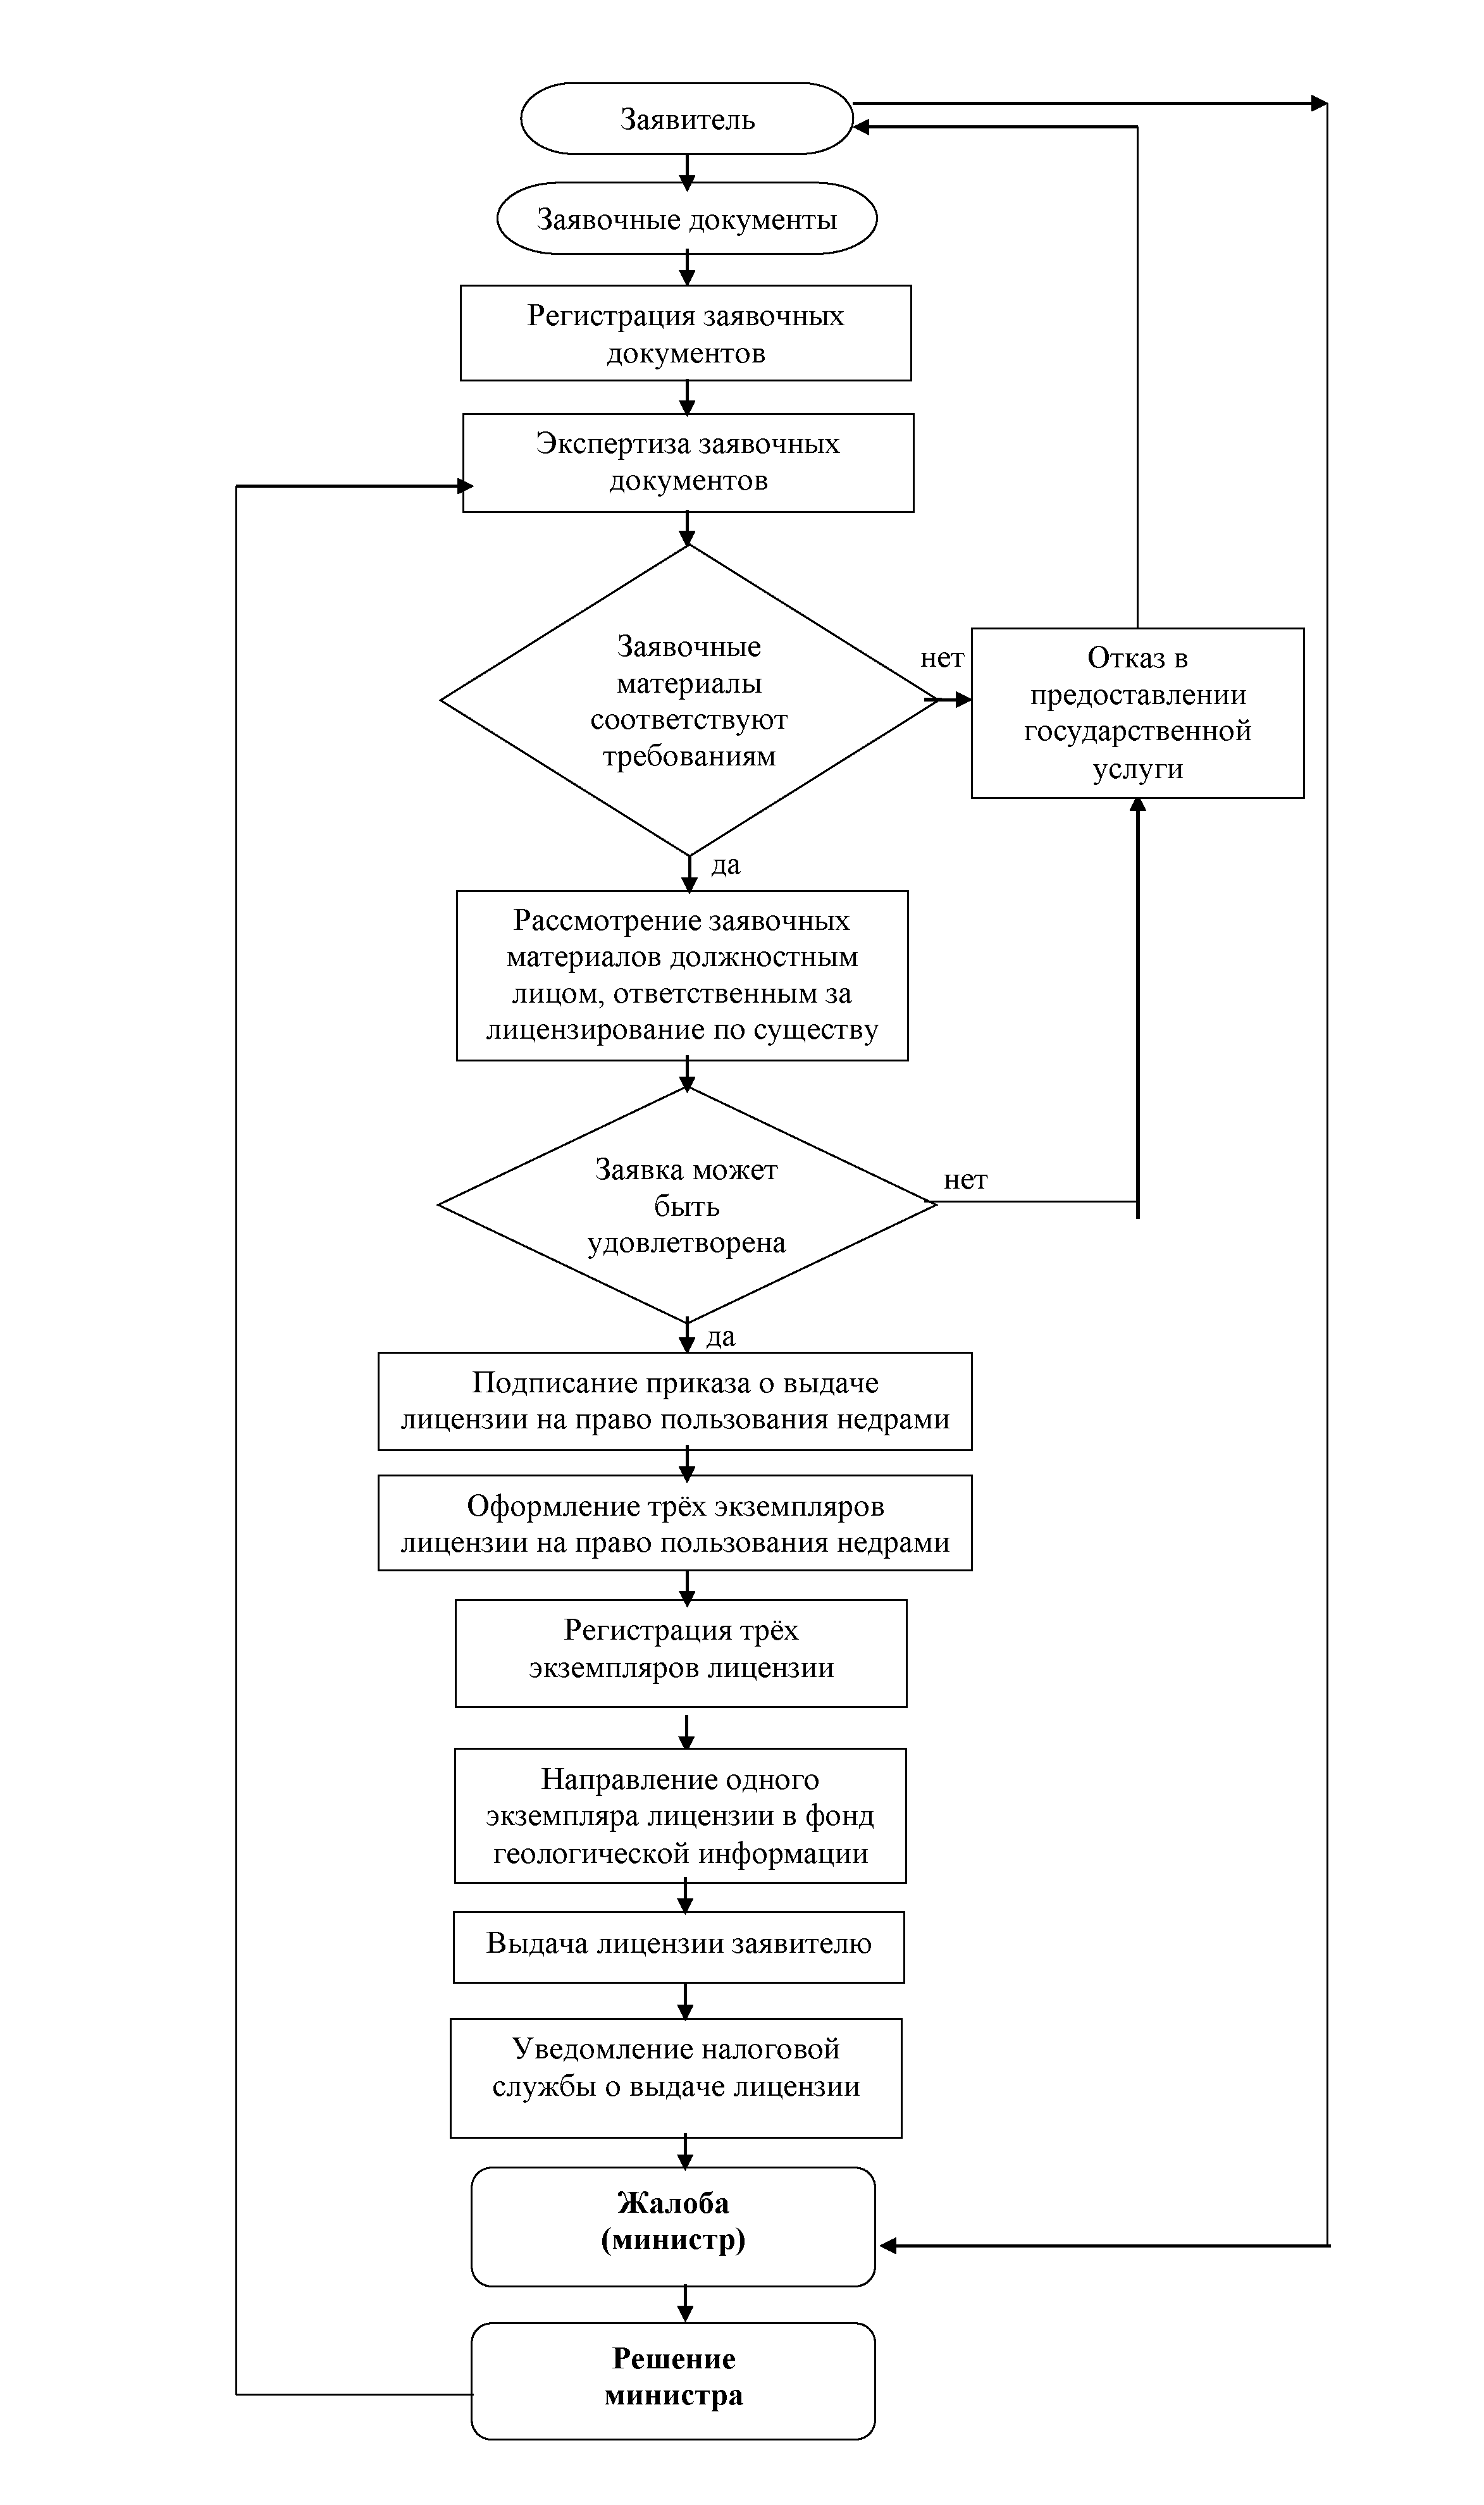 Заявитель
Заявочные документы
Регистрация заявочных
документов
Экспертиза заявочных
документов
Заявочные
материалы
соответствуют
требованиям
нет
Отказ в
предоставлении
государственной
услуги
да
Рассмотрение заявочных
материалов должностным
лицом, ответственным за
лицензирование по существу
Заявка может
быть
удовлетворена
нет
да
Подписание приказа о выдаче
лицензии на право пользования недрами
Оформление трёх экземпляров
лицензии на право пользования недрами
Регистрация трёх
экземпляров лицензии
Направление одного
экземпляра лицензии в фонд
геологической информации
Выдача лицензии заявителю
Уведомление налоговой
службы о выдаче лицензии
Жалоба
(министр)
Решение
министра